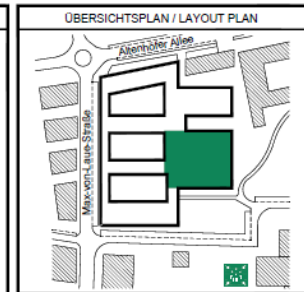 ÜBERSICHTSPLAN / LAYOUT PLAN
Altenhöfer Allee
Max-von-Laue-Straße